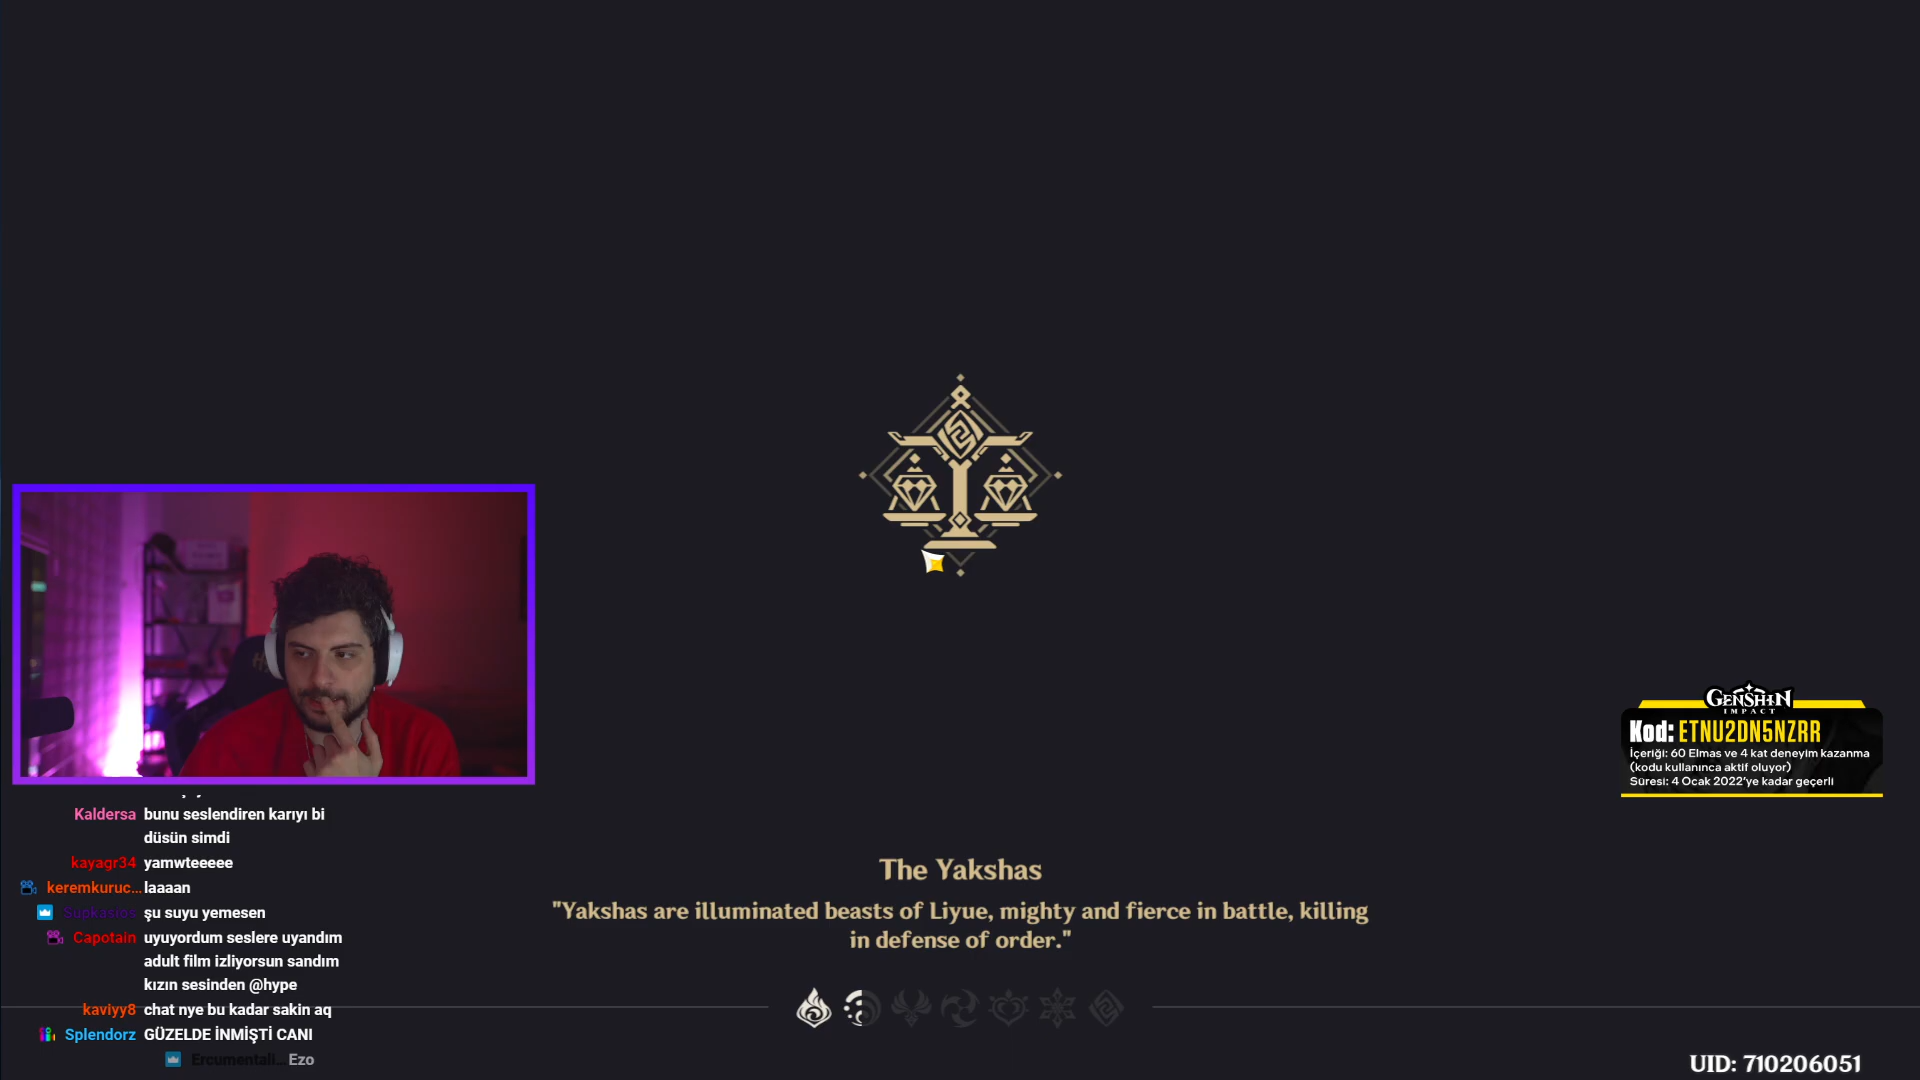 GENSHIN
IMPACT
Kod: ETNU2DN5NZRR
İçeriği: 60 Elmas ve 4 kat deneyim kazanma
(kodu kullanınca aktif oluyor)
Süresi: 4 Ocak 2022'ye kadar geçerli
Kaldersa bunu seslendiren karıyı bi
düsün simdi
kayagr34 yamwteeeee
keremkuruc... laaaan
Supkasios şu suyu yemesen
Capotain uyuyordum seslere uyandım
adult film izliyorsun sandım
kızın sesinden @hype
kaviyy8 chat nye bu kadar sakin aq
Splendorz GÜZELDE İNMİŞTİ CANI
Ercumentali... Ezo
The Yakshas
"Yakshas are illuminated beasts of Liyue, mighty and fierce in battle, killing
in defense of order."
UID: 710206051